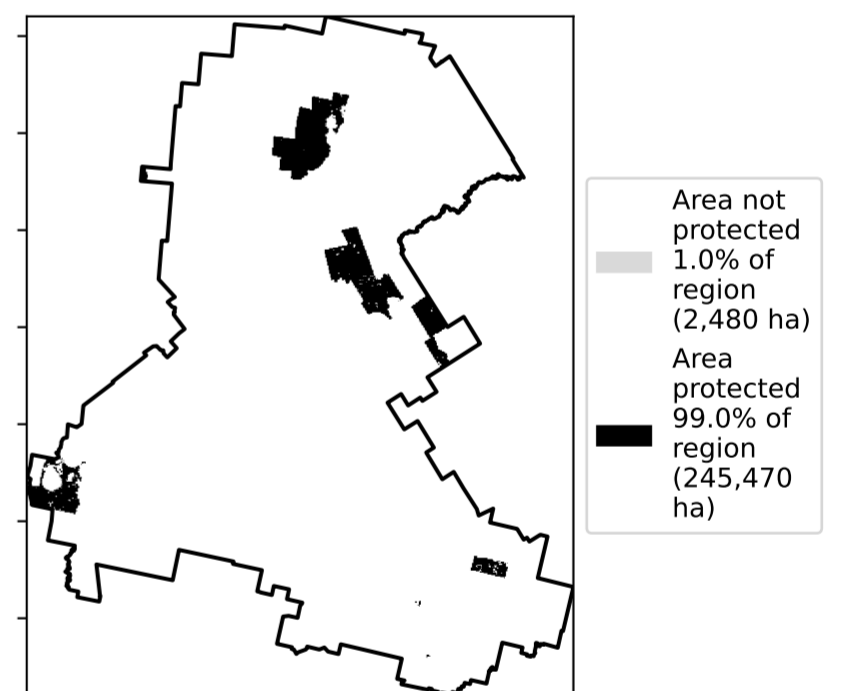 Area not
protected
1.0% of
region
(2,480 ha)
Area
protected
99.0% of
region
(245,470
ha)